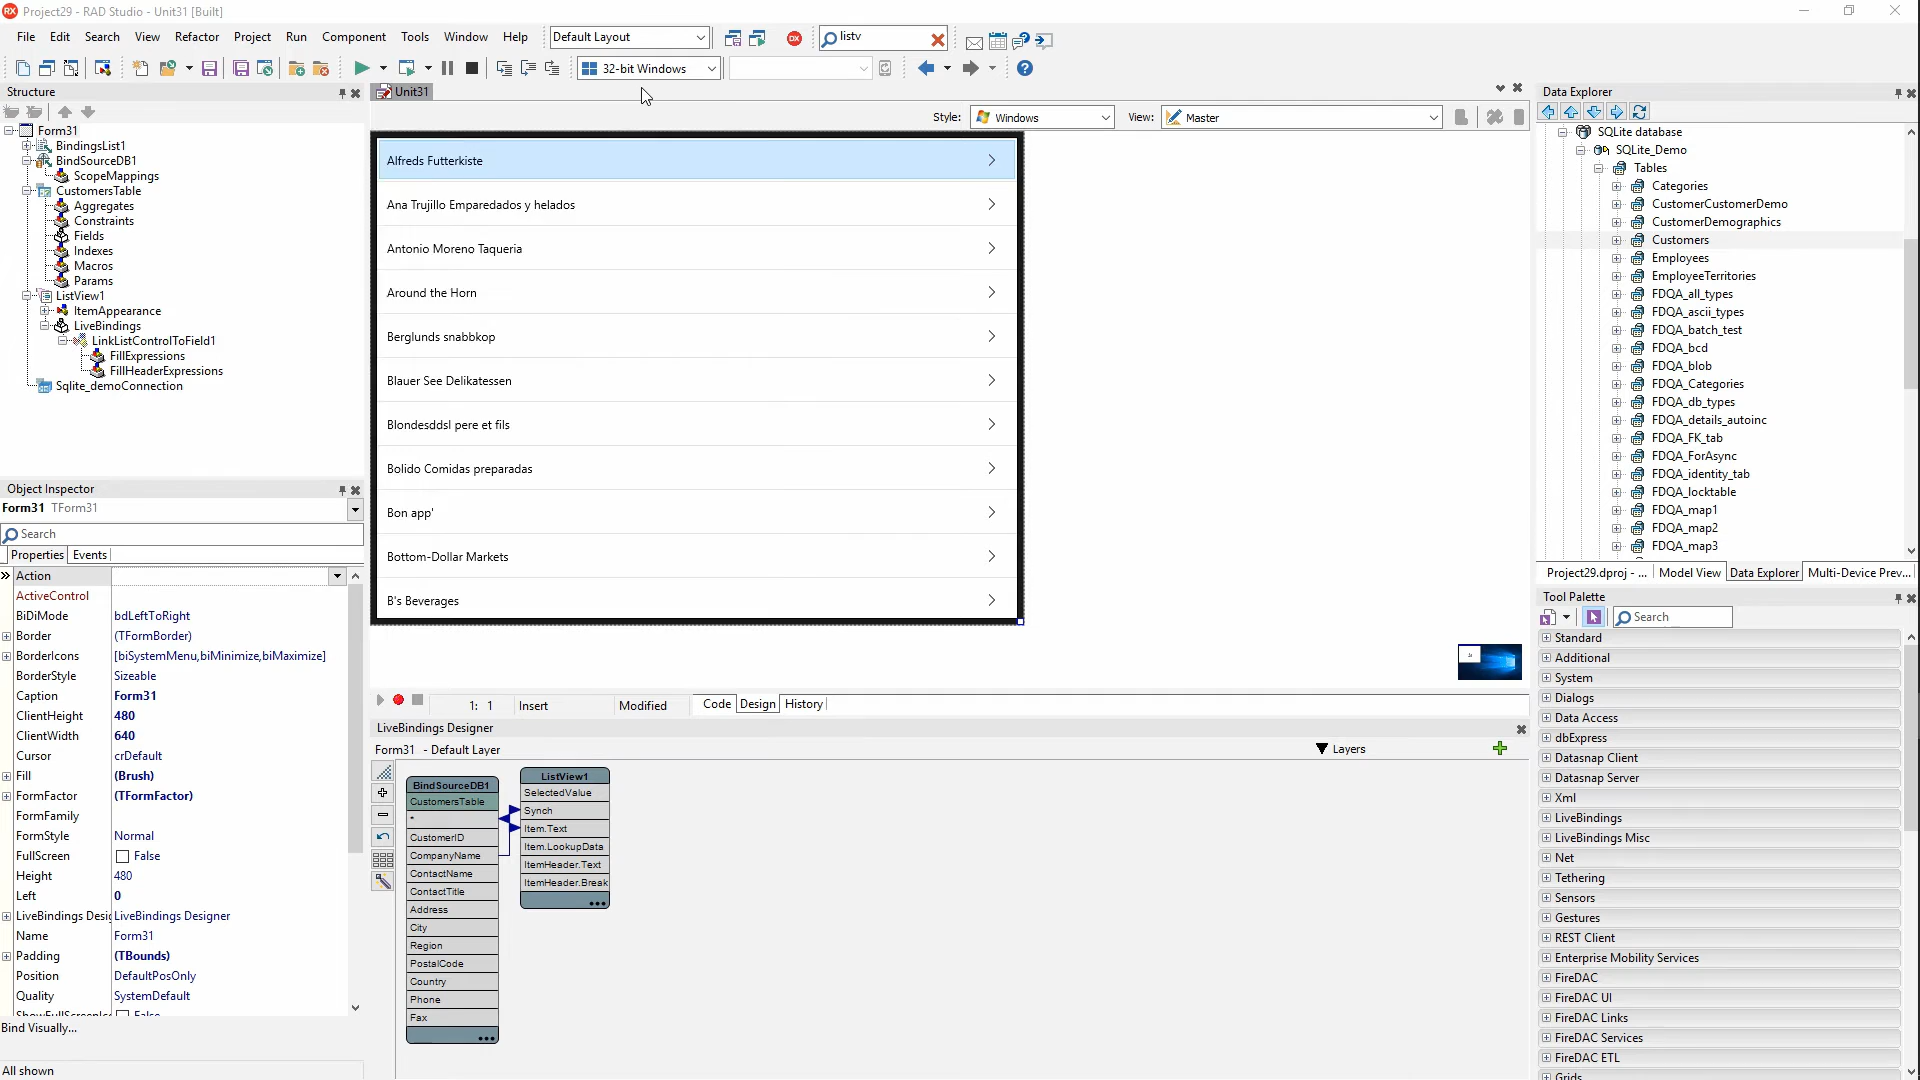 Project29 - RAD Studio - Unit31 [Built]
File Edit Search View Refactor Project Run Component Tools Window Help Default Layout listv
32-bit Windows
Structure
Unit31
Data Explorer
Style: Windows View: Master
Form31
BindingsList1
BindSourceDB1
ScopeMappings
CustomersTable
Aggregates
Constraints
Fields
Indexes
Macros
Params
ListView1
ItemAppearance
LiveBindings
LinkListControlToField1
FillExpressions
FillHeaderExpressions
Sqlite_demoConnection
Alfreds Futterkiste
Ana Trujillo Emparedados y helados
Antonio Moreno Taqueria
Around the Horn
Berglunds snabbkop
Blauer See Delikatessen
Blondesddsl pere et fils
Bolido Comidas preparadas
Bon app'
Bottom-Dollar Markets
B's Beverages
SQLite database
SQLite_Demo
Tables
Categories
CustomerCustomerDemo
CustomerDemographics
Customers
Employees
EmployeeTerritories
FDQA_all_types
FDQA_ascii_types
FDQA_batch_test
FDQA_bcd
FDQA_blob
FDQA_Categories
FDQA_db_types
FDQA_details_autoinc
FDQA_FK_tab
FDQA_ForAsync
FDQA_identity_tab
FDQA_locktable
FDQA_map1
FDQA_map2
FDQA_map3
Project29.dproj - ... Model View Data Explorer Multi-Device Prev...
Object Inspector
Form31 TForm31
Search
Properties Events
Action
ActiveControl
BiDiMode bdLeftToRight
Border (TFormBorder)
BorderIcons [biSystemMenu,biMinimize,biMaximize]
BorderStyle Sizeable
Caption Form31
ClientHeight 480
ClientWidth 640
Cursor crDefault
Fill (Brush)
FormFactor (TFormFactor)
FormFamily
FormStyle Normal
FullScreen False
Height 480
Left 0
LiveBindings Desig LiveBindings Designer
Name Form31
Padding (TBounds)
Position DefaultPosOnly
Quality SystemDefault
False
Bind Visually...
All shown
1: 1 Insert Modified Code Design History
LiveBindings Designer
Form31 - Default Layer
Layers
BindSourceDB1
CustomersTable
*
CustomerID
CompanyName
ContactName
ContactTitle
Address
City
Region
PostalCode
Country
Phone
Fax
ListView1
SelectedValue
Synch
Item.Text
Item.LookupData
ItemHeader.Text
ItemHeader.Break
Tool Palette
Search
Standard
Additional
System
Dialogs
Data Access
dbExpress
Datasnap Client
Datasnap Server
Xml
LiveBindings
LiveBindings Misc
Net
Tethering
Sensors
Gestures
REST Client
Enterprise Mobility Services
FireDAC
FireDAC UI
FireDAC Links
FireDAC Services
FireDAC ETL
Grids